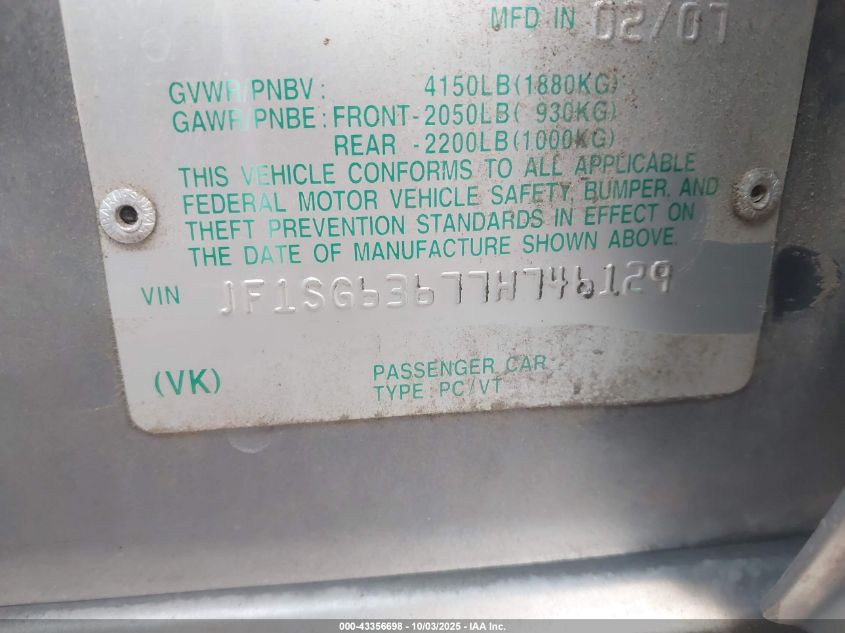 MFD IN 02/07
GVWR/PNBV: 4150LB(1880KG)
GAWR/PNBE: FRONT-2050LB( 930KG)
REAR -2200LB(1000KG)
THIS VEHICLE CONFORMS TO ALL APPLICABLE
FEDERAL MOTOR VEHICLE SAFETY, BUMPER, AND
THEFT PREVENTION STANDARDS IN EFFECT ON
THE DATE OF MANUFACTURE SHOWN ABOVE.
VIN JF1SG63677H746129
(VK)
PASSENGER CAR
TYPE: PC/VT
000-43356698 - 10/03/2025 - IAA Inc.